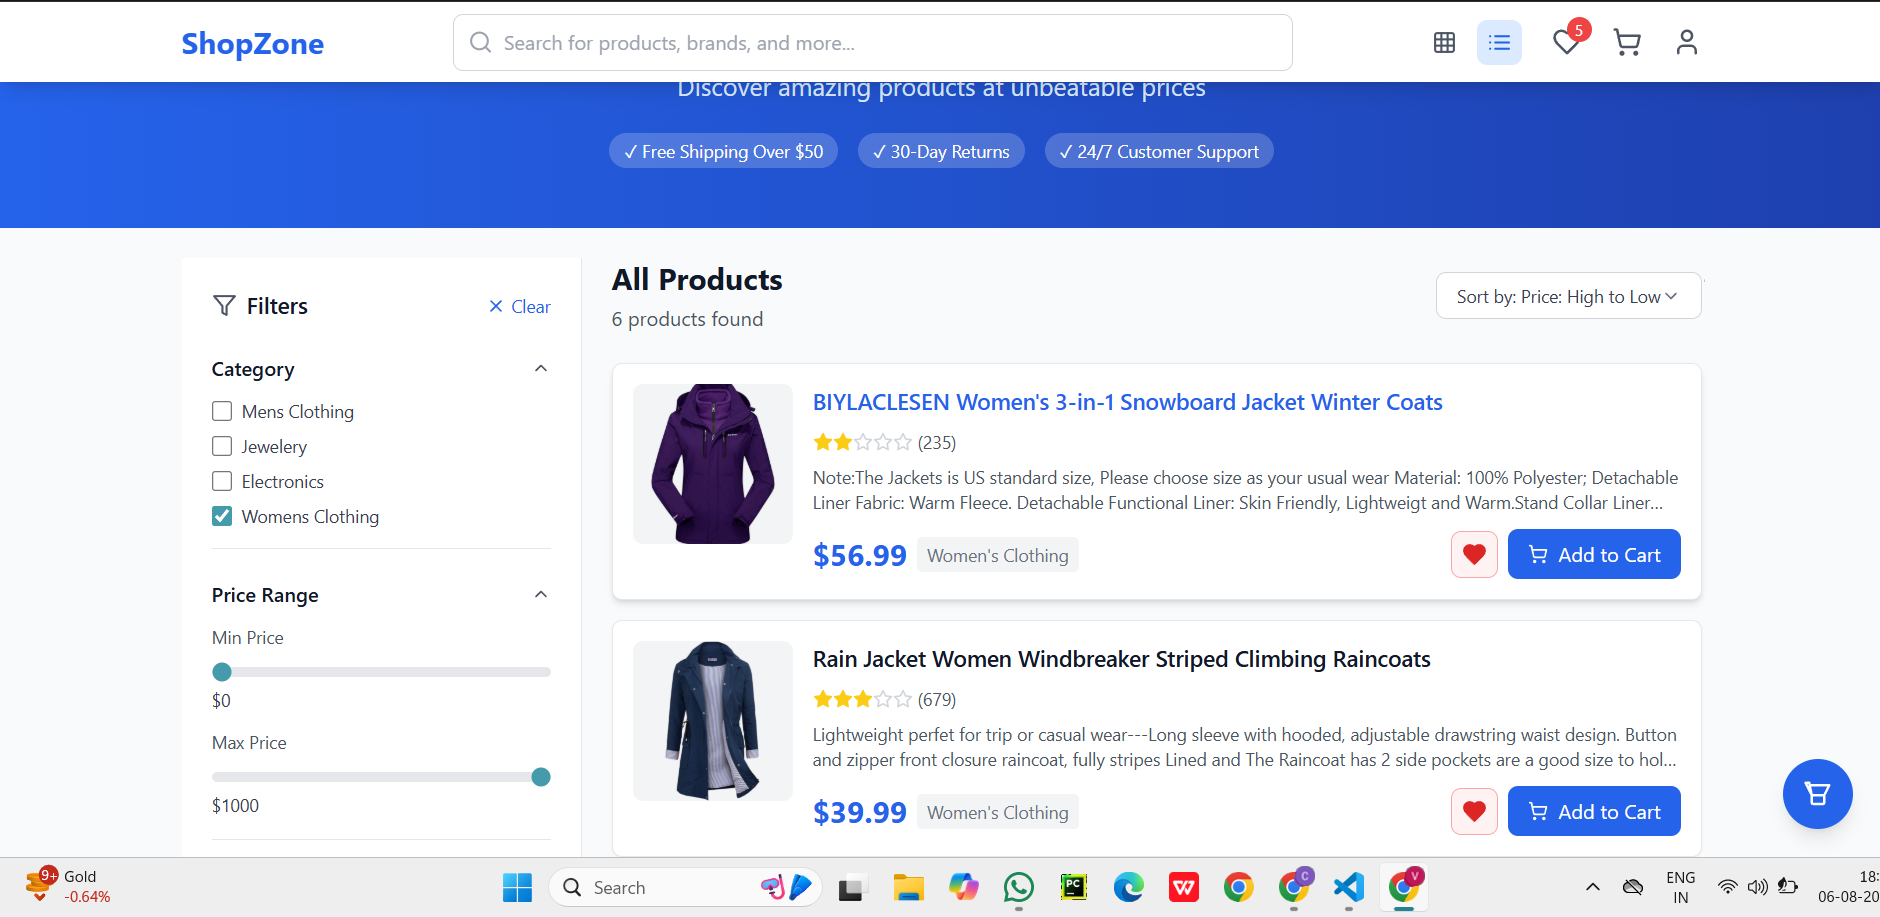 ShopZone
Search for products, brands, and more...
5
Discover amazing products at unbeatable prices
✓ Free Shipping Over $50
✓ 30-Day Returns
✓ 24/7 Customer Support
Filters
Clear
Category
Mens Clothing
Jewelery
Electronics
Womens Clothing
Price Range
Min Price
$0
Max Price
$1000
All Products
6 products found
Sort by: Price: High to Low
BIYLACLESEN Women's 3-in-1 Snowboard Jacket Winter Coats
(235)
Note:The Jackets is US standard size, Please choose size as your usual wear Material: 100% Polyester; Detachable
Liner Fabric: Warm Fleece. Detachable Functional Liner: Skin Friendly, Lightweigt and Warm.Stand Collar Liner...
$56.99
Women's Clothing
Add to Cart
Rain Jacket Women Windbreaker Striped Climbing Raincoats
(679)
Lightweight perfet for trip or casual wear---Long sleeve with hooded, adjustable drawstring waist design. Button
and zipper front closure raincoat, fully stripes Lined and The Raincoat has 2 side pockets are a good size to hol...
$39.99
Women's Clothing
Add to Cart
9+
Gold
-0.64%
Search
PC
W
C
V
ENG
IN
18:
06-08-20